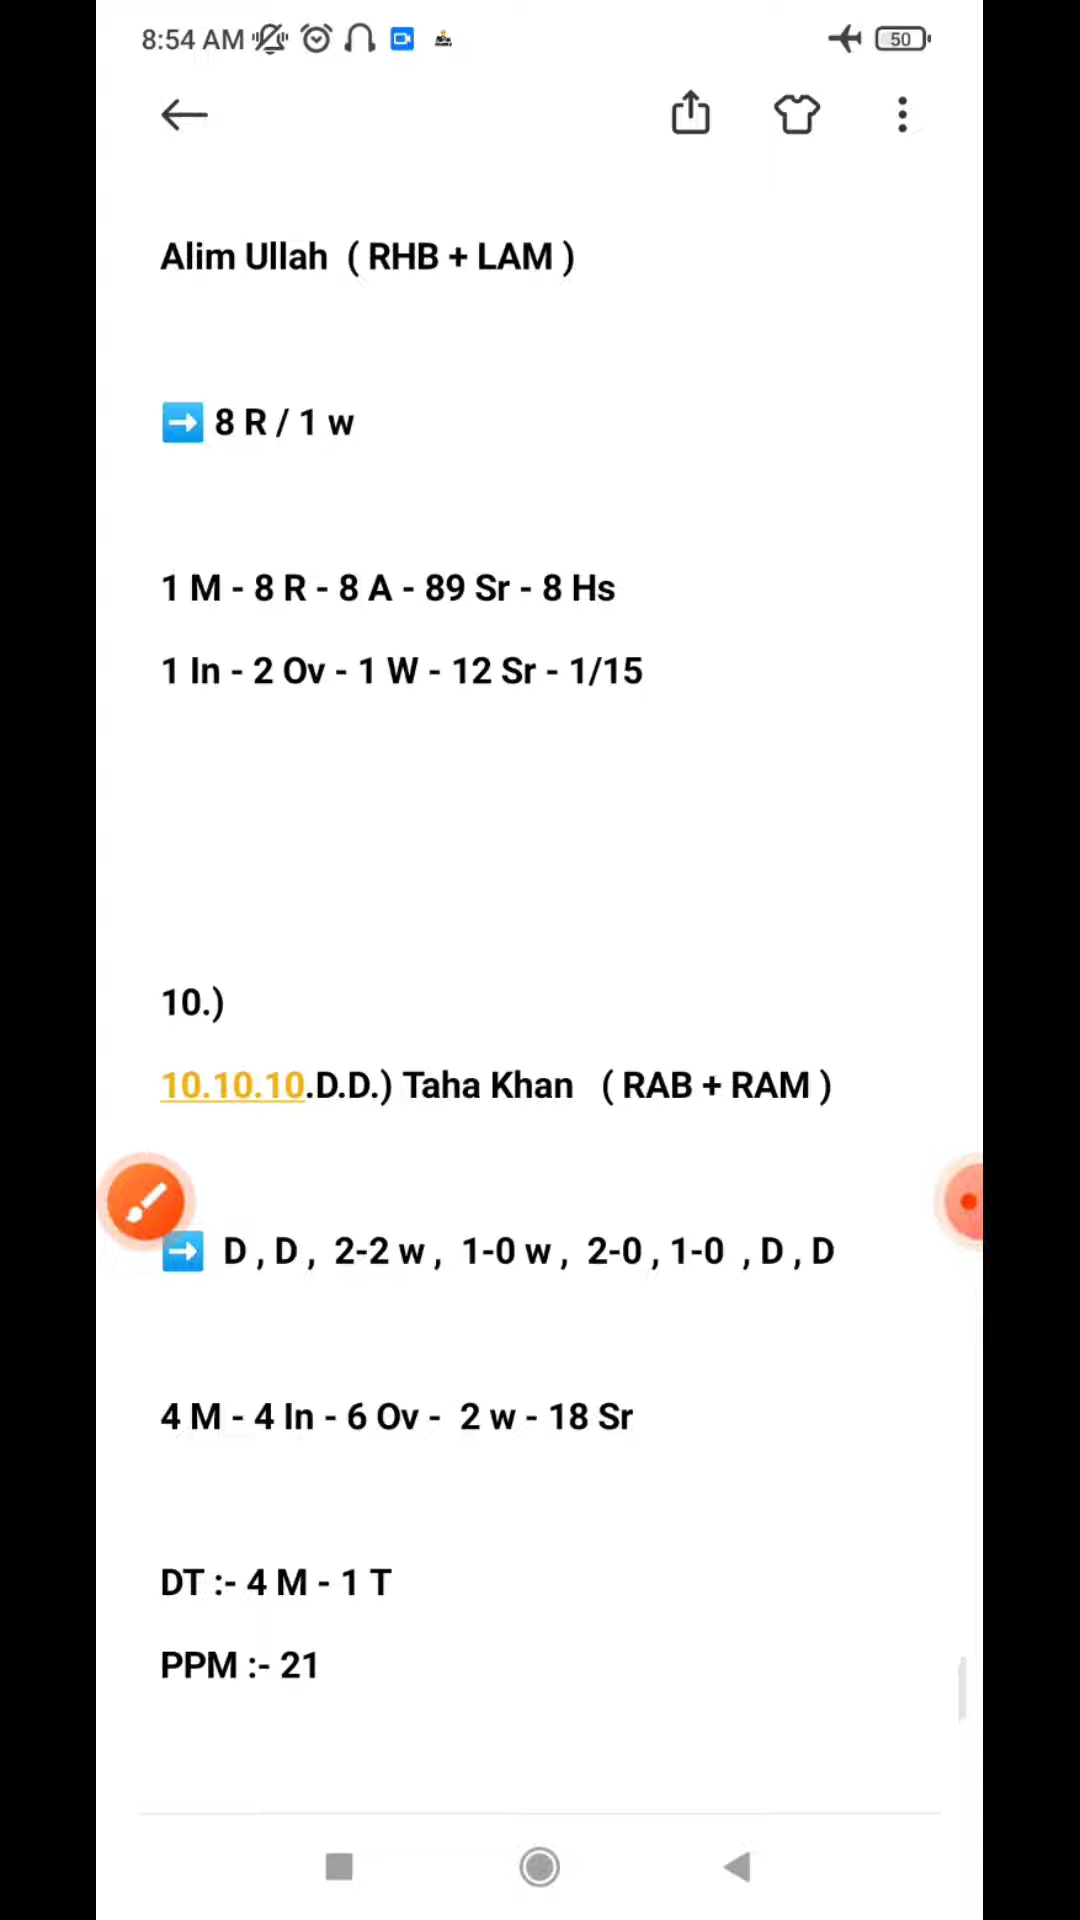 8:54 AM 50
Alim Ullah ( RHB + LAM )
➡️ 8 R / 1 w
1 M - 8 R - 8 A - 89 Sr - 8 Hs
1 In - 2 Ov - 1 W - 12 Sr - 1/15
10.)
10.10.10.D.D.) Taha Khan ( RAB + RAM )
➡️ D , D , 2-2 w , 1-0 w , 2-0 , 1-0 , D , D
4 M - 4 In - 6 Ov - 2 w - 18 Sr
DT :- 4 M - 1 T
PPM :- 21